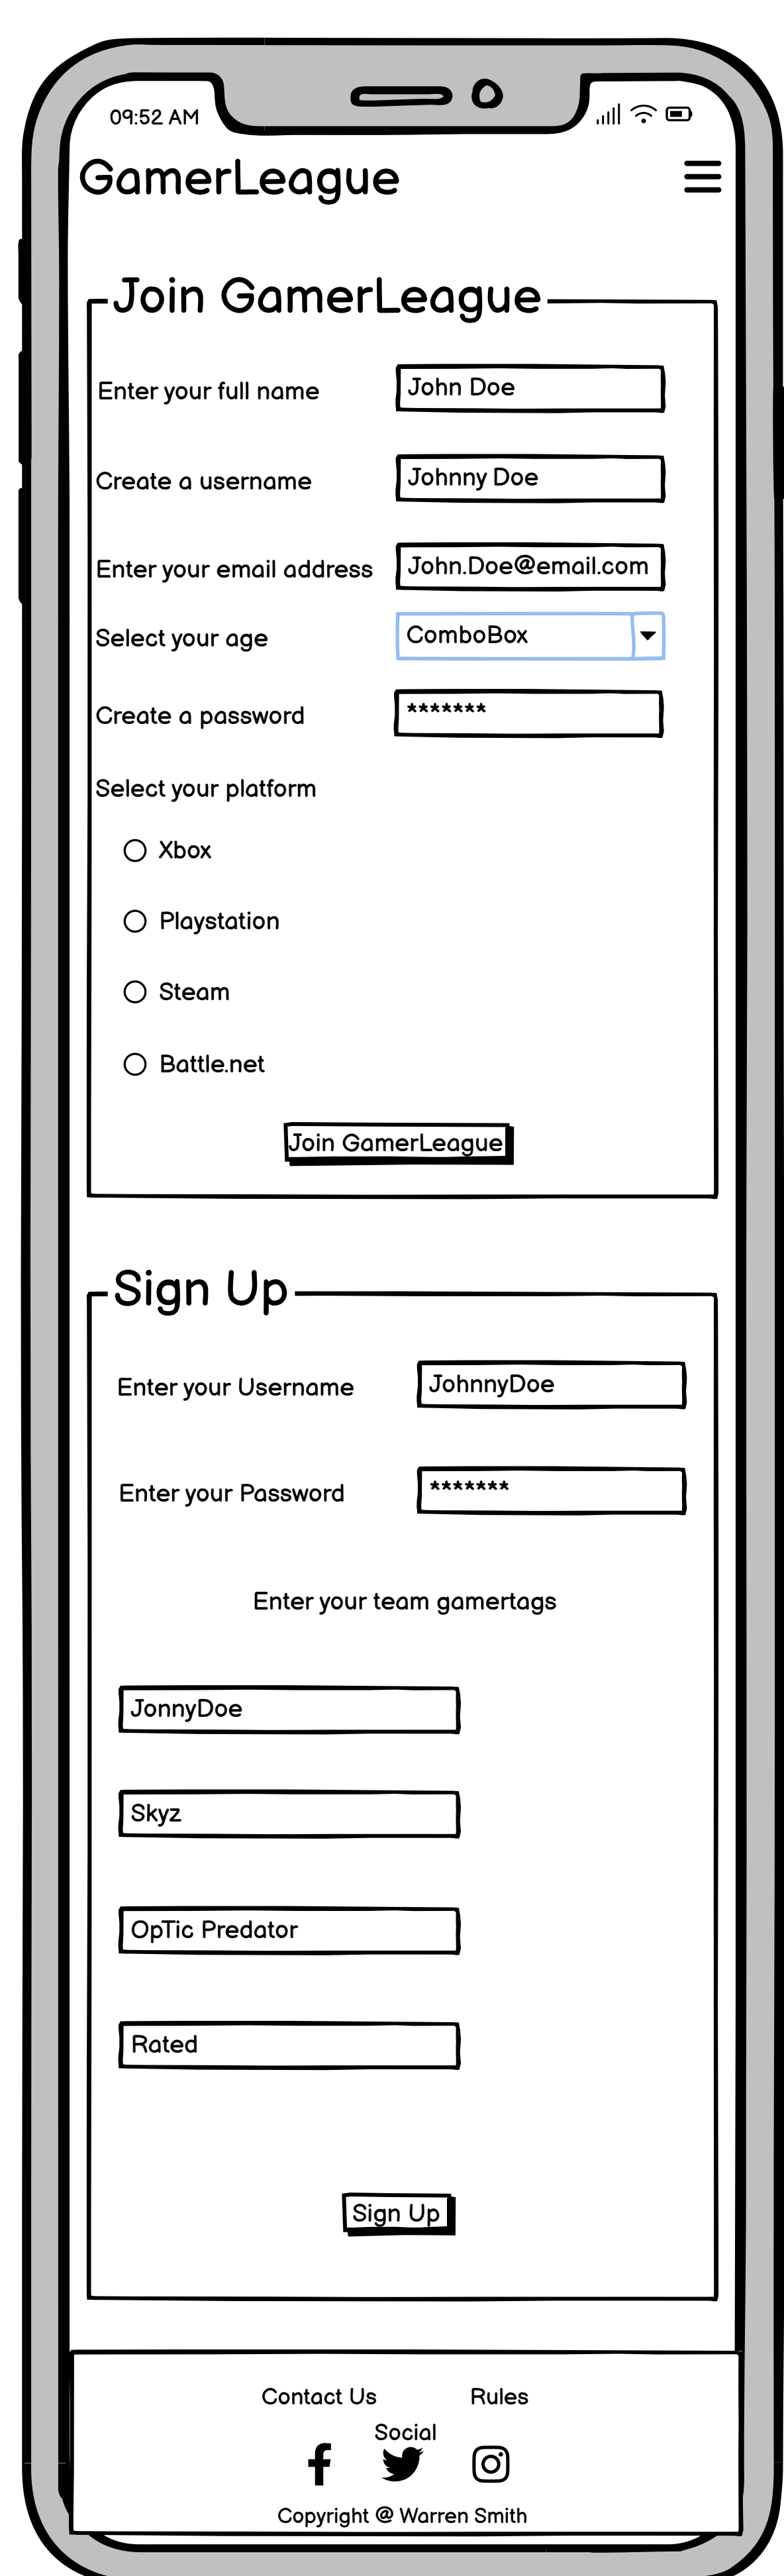 09:52 AM
GamerLeague
Join GamerLeague
Enter your full name John Doe
Create a username Johnny Doe
Enter your email address John.Doe@email.com
Select your age ComboBox
Create a password *******
Select your platform
Xbox
Playstation
Steam
Battle.net
Join GamerLeague
Sign Up
Enter your Username JohnnyDoe
Enter your Password *******
Enter your team gamertags
JonnyDoe
Skyz
OpTic Predator
Rated
Sign Up
Contact Us Rules
Social
Copyright @ Warren Smith